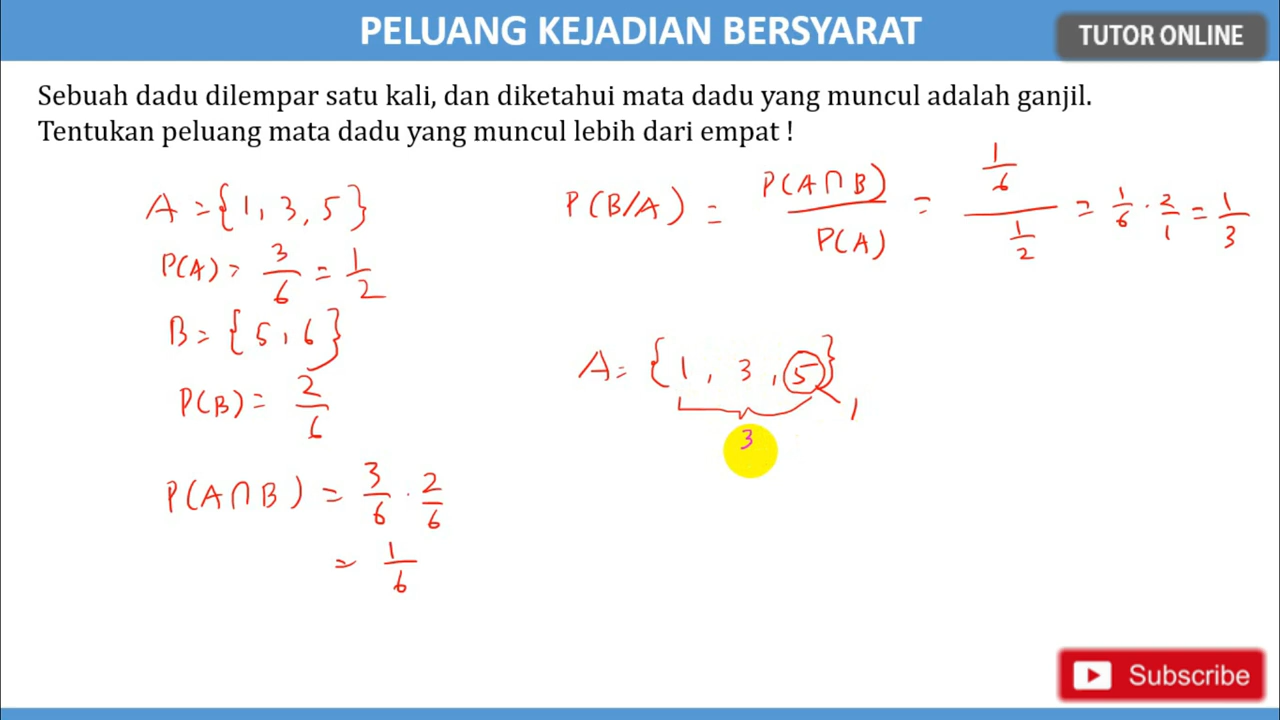 PELUANG KEJADIAN BERSYARAT
TUTOR ONLINE
Sebuah dadu dilempar satu kali, dan diketahui mata dadu yang muncul adalah ganjil.
Tentukan peluang mata dadu yang muncul lebih dari empat !
A = {1, 3, 5}
P(A) = 3/6 = 1/2
B = {5, 6}
P(B) = 2/6
P(A∩B) = 3/6 · 2/6
= 1/6
P(B/A) = P(A∩B)/P(A) = 1/6 / 1/2 = 1/6 · 2/1 = 1/3
A = {1, 3, 5}
1
3
Subscribe